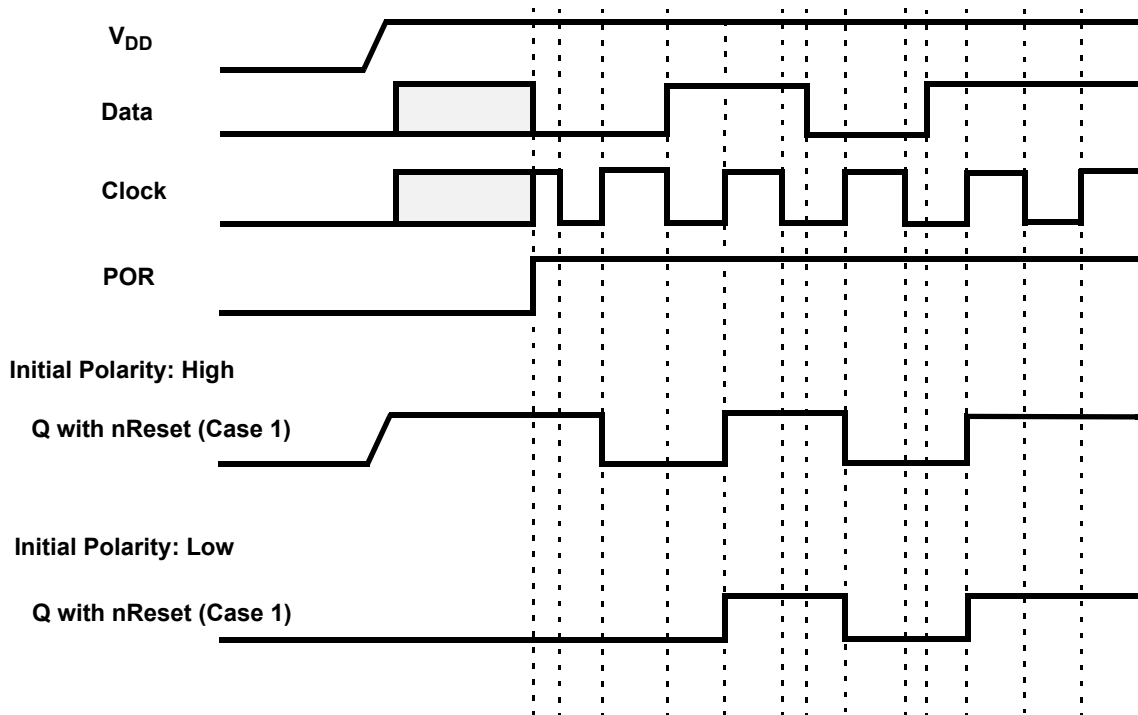 VDD
Data
Clock
POR
Initial Polarity: High
Q with nReset (Case 1)
Initial Polarity: Low
Q with nReset (Case 1)